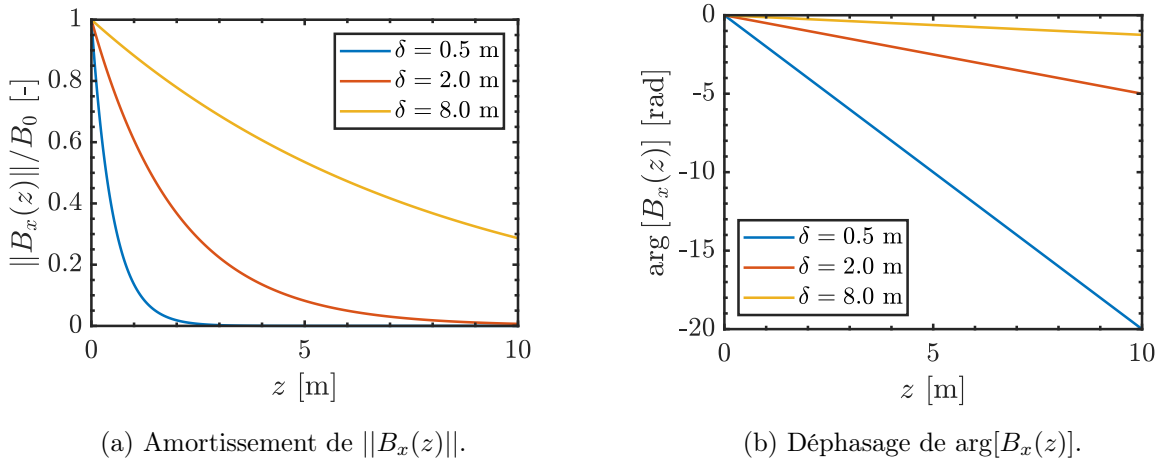 ||B_x(z)||/B_0 [-]
1
0.8
0.6
0.4
0.2
0
δ = 0.5 m
δ = 2.0 m
δ = 8.0 m
0
5
10
z [m]
(a) Amortissement de ||B_x(z)||.
arg [B_x(z)] [rad]
0
-5
-10
-15
-20
δ = 0.5 m
δ = 2.0 m
δ = 8.0 m
0
5
10
z [m]
(b) Déphasage de arg[B_x(z)].